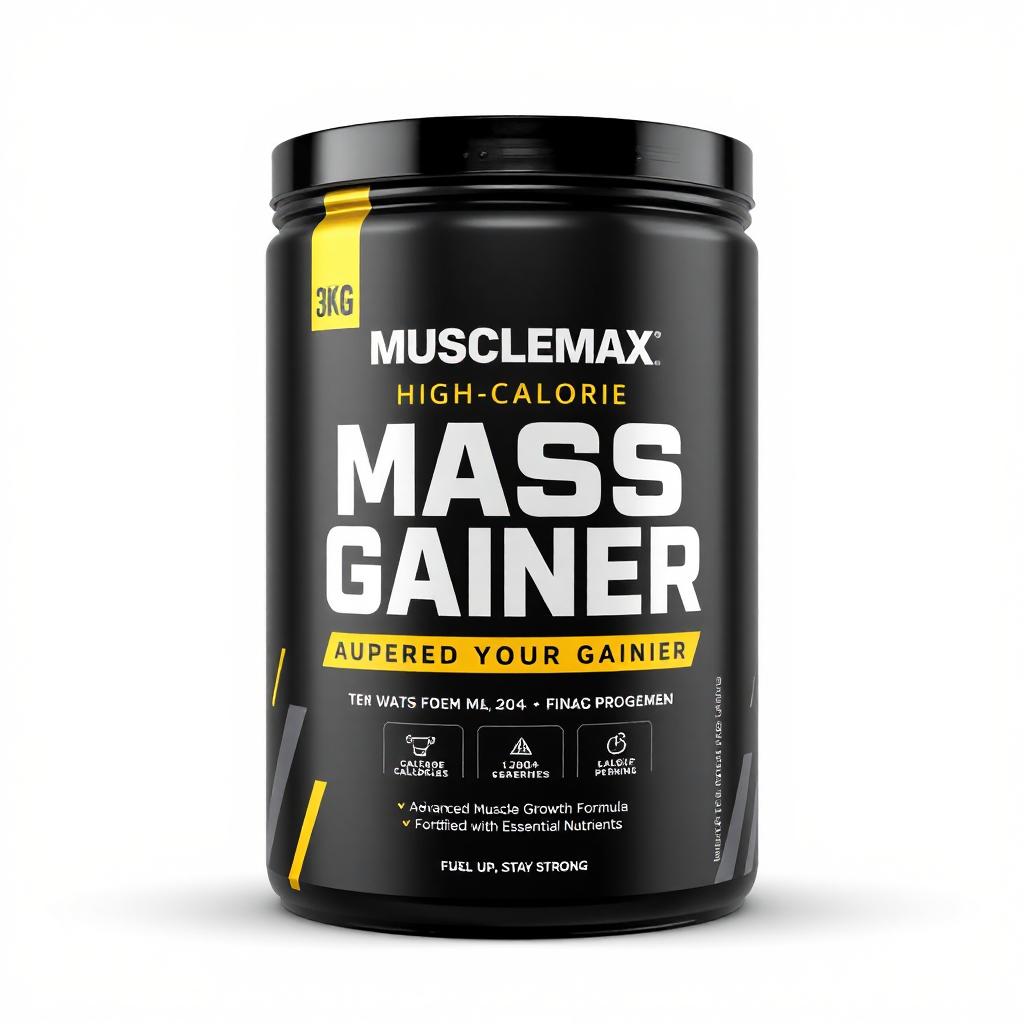 3KG
MUSCLEMAX
HIGH-CALORIE
MASS
GAINER
AUPERED YOUR GAINIER
TEN WATS FOEM ML, 204 + FINAC PROGEMEN
Advanced Muscle Growth Formula
Fortified with Essential Nutrients
FUEL UP, STAY STRONG